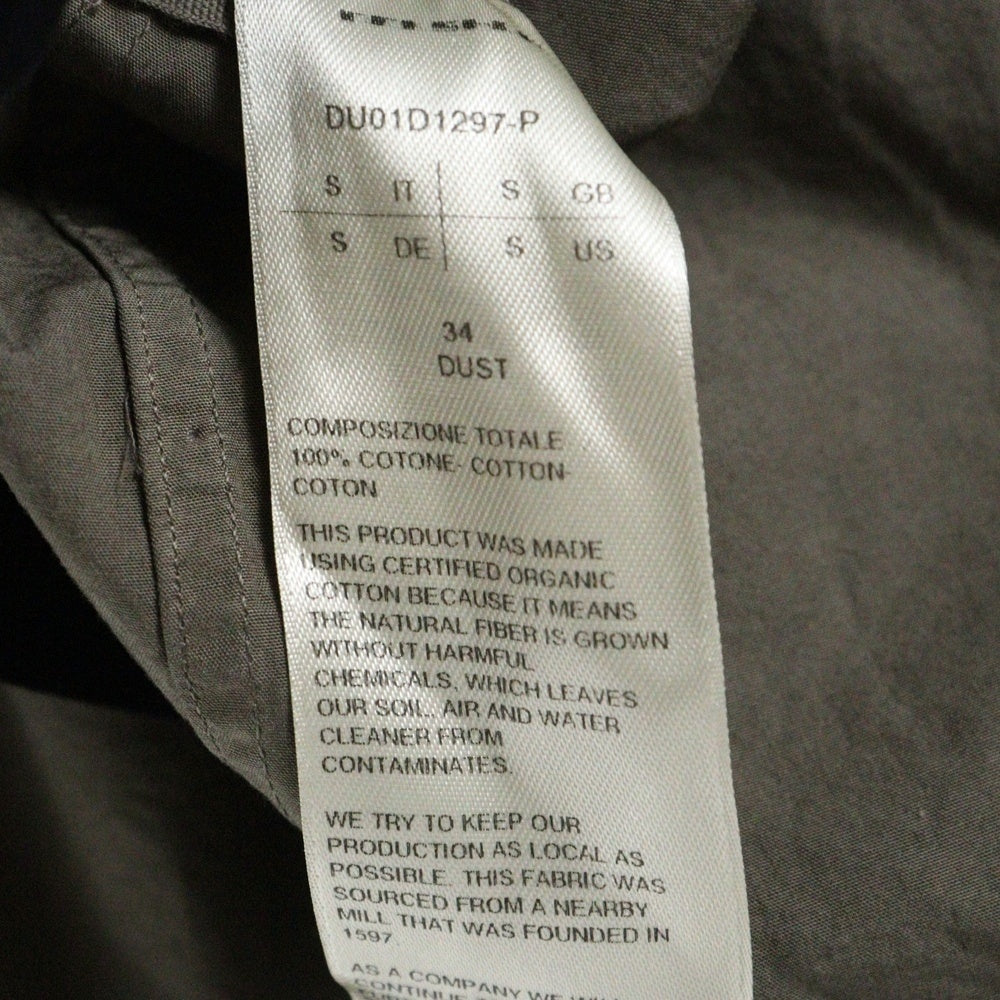 DU01D1297-P
S IT S GB
S DE S US
34
DUST
COMPOSIZIONE TOTALE
100% COTONE- COTTON-
COTON
THIS PRODUCT WAS MADE
USING CERTIFIED ORGANIC
COTTON BECAUSE IT MEANS
THE NATURAL FIBER IS GROWN
WITHOUT HARMFUL
CHEMICALS, WHICH LEAVES
OUR SOIL, AIR AND WATER
CLEANER FROM
CONTAMINATES.
WE TRY TO KEEP OUR
PRODUCTION AS LOCAL AS
POSSIBLE. THIS FABRIC WAS
SOURCED FROM A NEARBY
MILL THAT WAS FOUNDED IN
1597
AS A COMPANY WE
CONTINUE